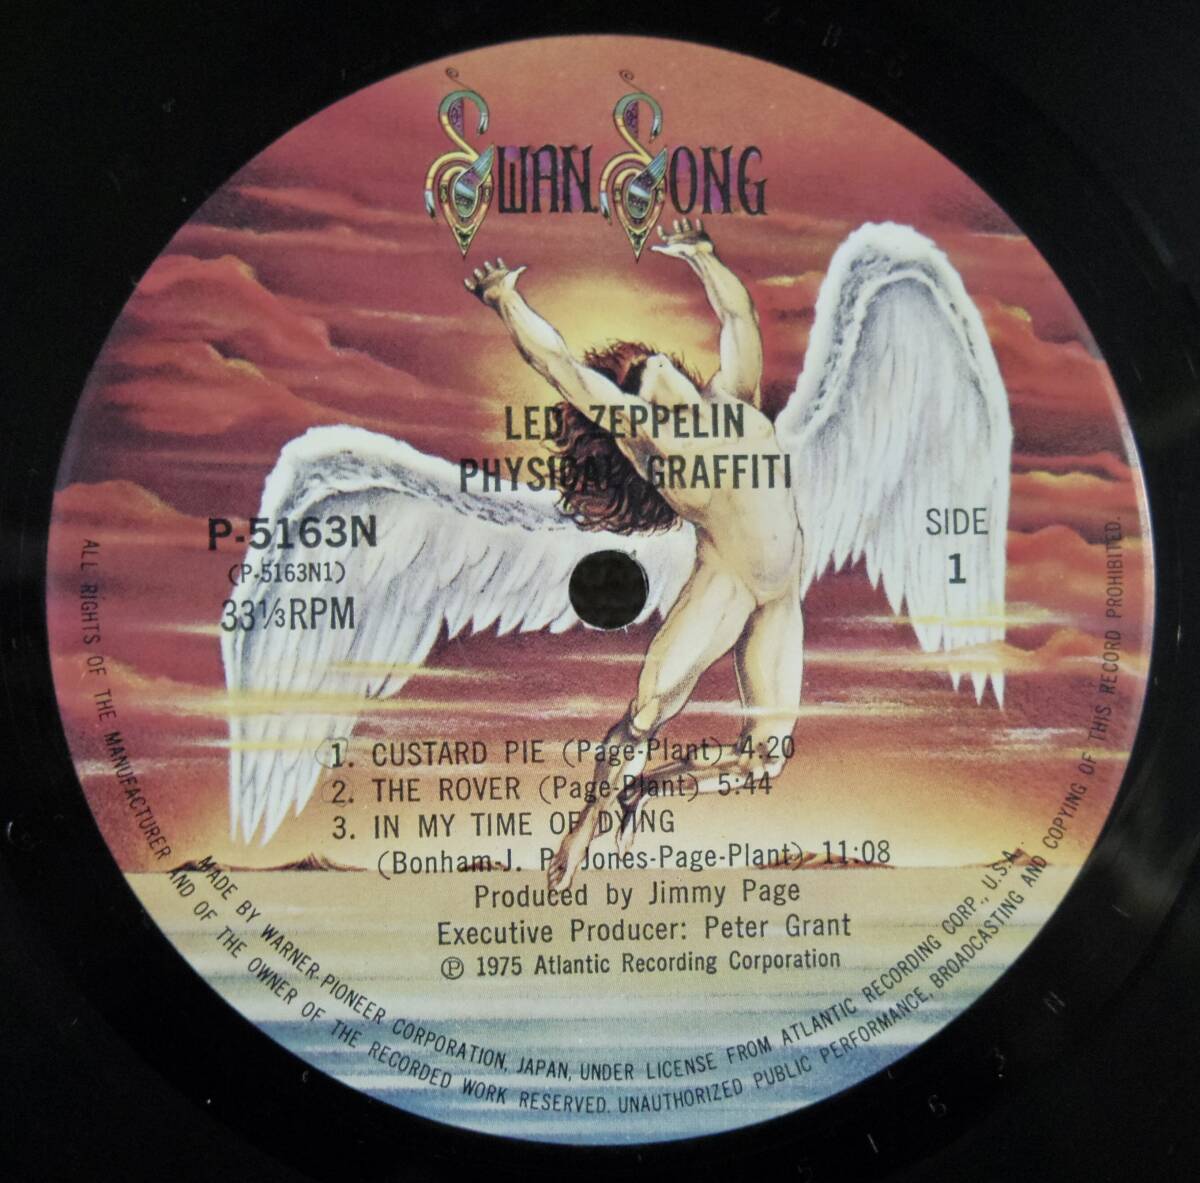 SWAN SONG
LED ZEPPELIN
PHYSICAL GRAFFITI
P-5163N
(P-5163N1)
33⅓RPM
SIDE
1
1. CUSTARD PIE (Page-Plant) 4:20
2. THE ROVER (Page-Plant) 5:44
3. IN MY TIME OF DYING
(Bonham-J. P. Jones-Page-Plant) 11:08
Produced by Jimmy Page
Executive Producer: Peter Grant
Ⓟ 1975 Atlantic Recording Corporation
MADE BY WARNER-PIONEER CORPORATION, JAPAN, UNDER LICENSE FROM ATLANTIC RECORDING CORP., U.S.A.
ALL RIGHTS OF THE MANUFACTURER AND OF THE OWNER OF THE RECORDED WORK RESERVED. UNAUTHORIZED PUBLIC PERFORMANCE, BROADCASTING AND COPYING OF THIS RECORD PROHIBITED.